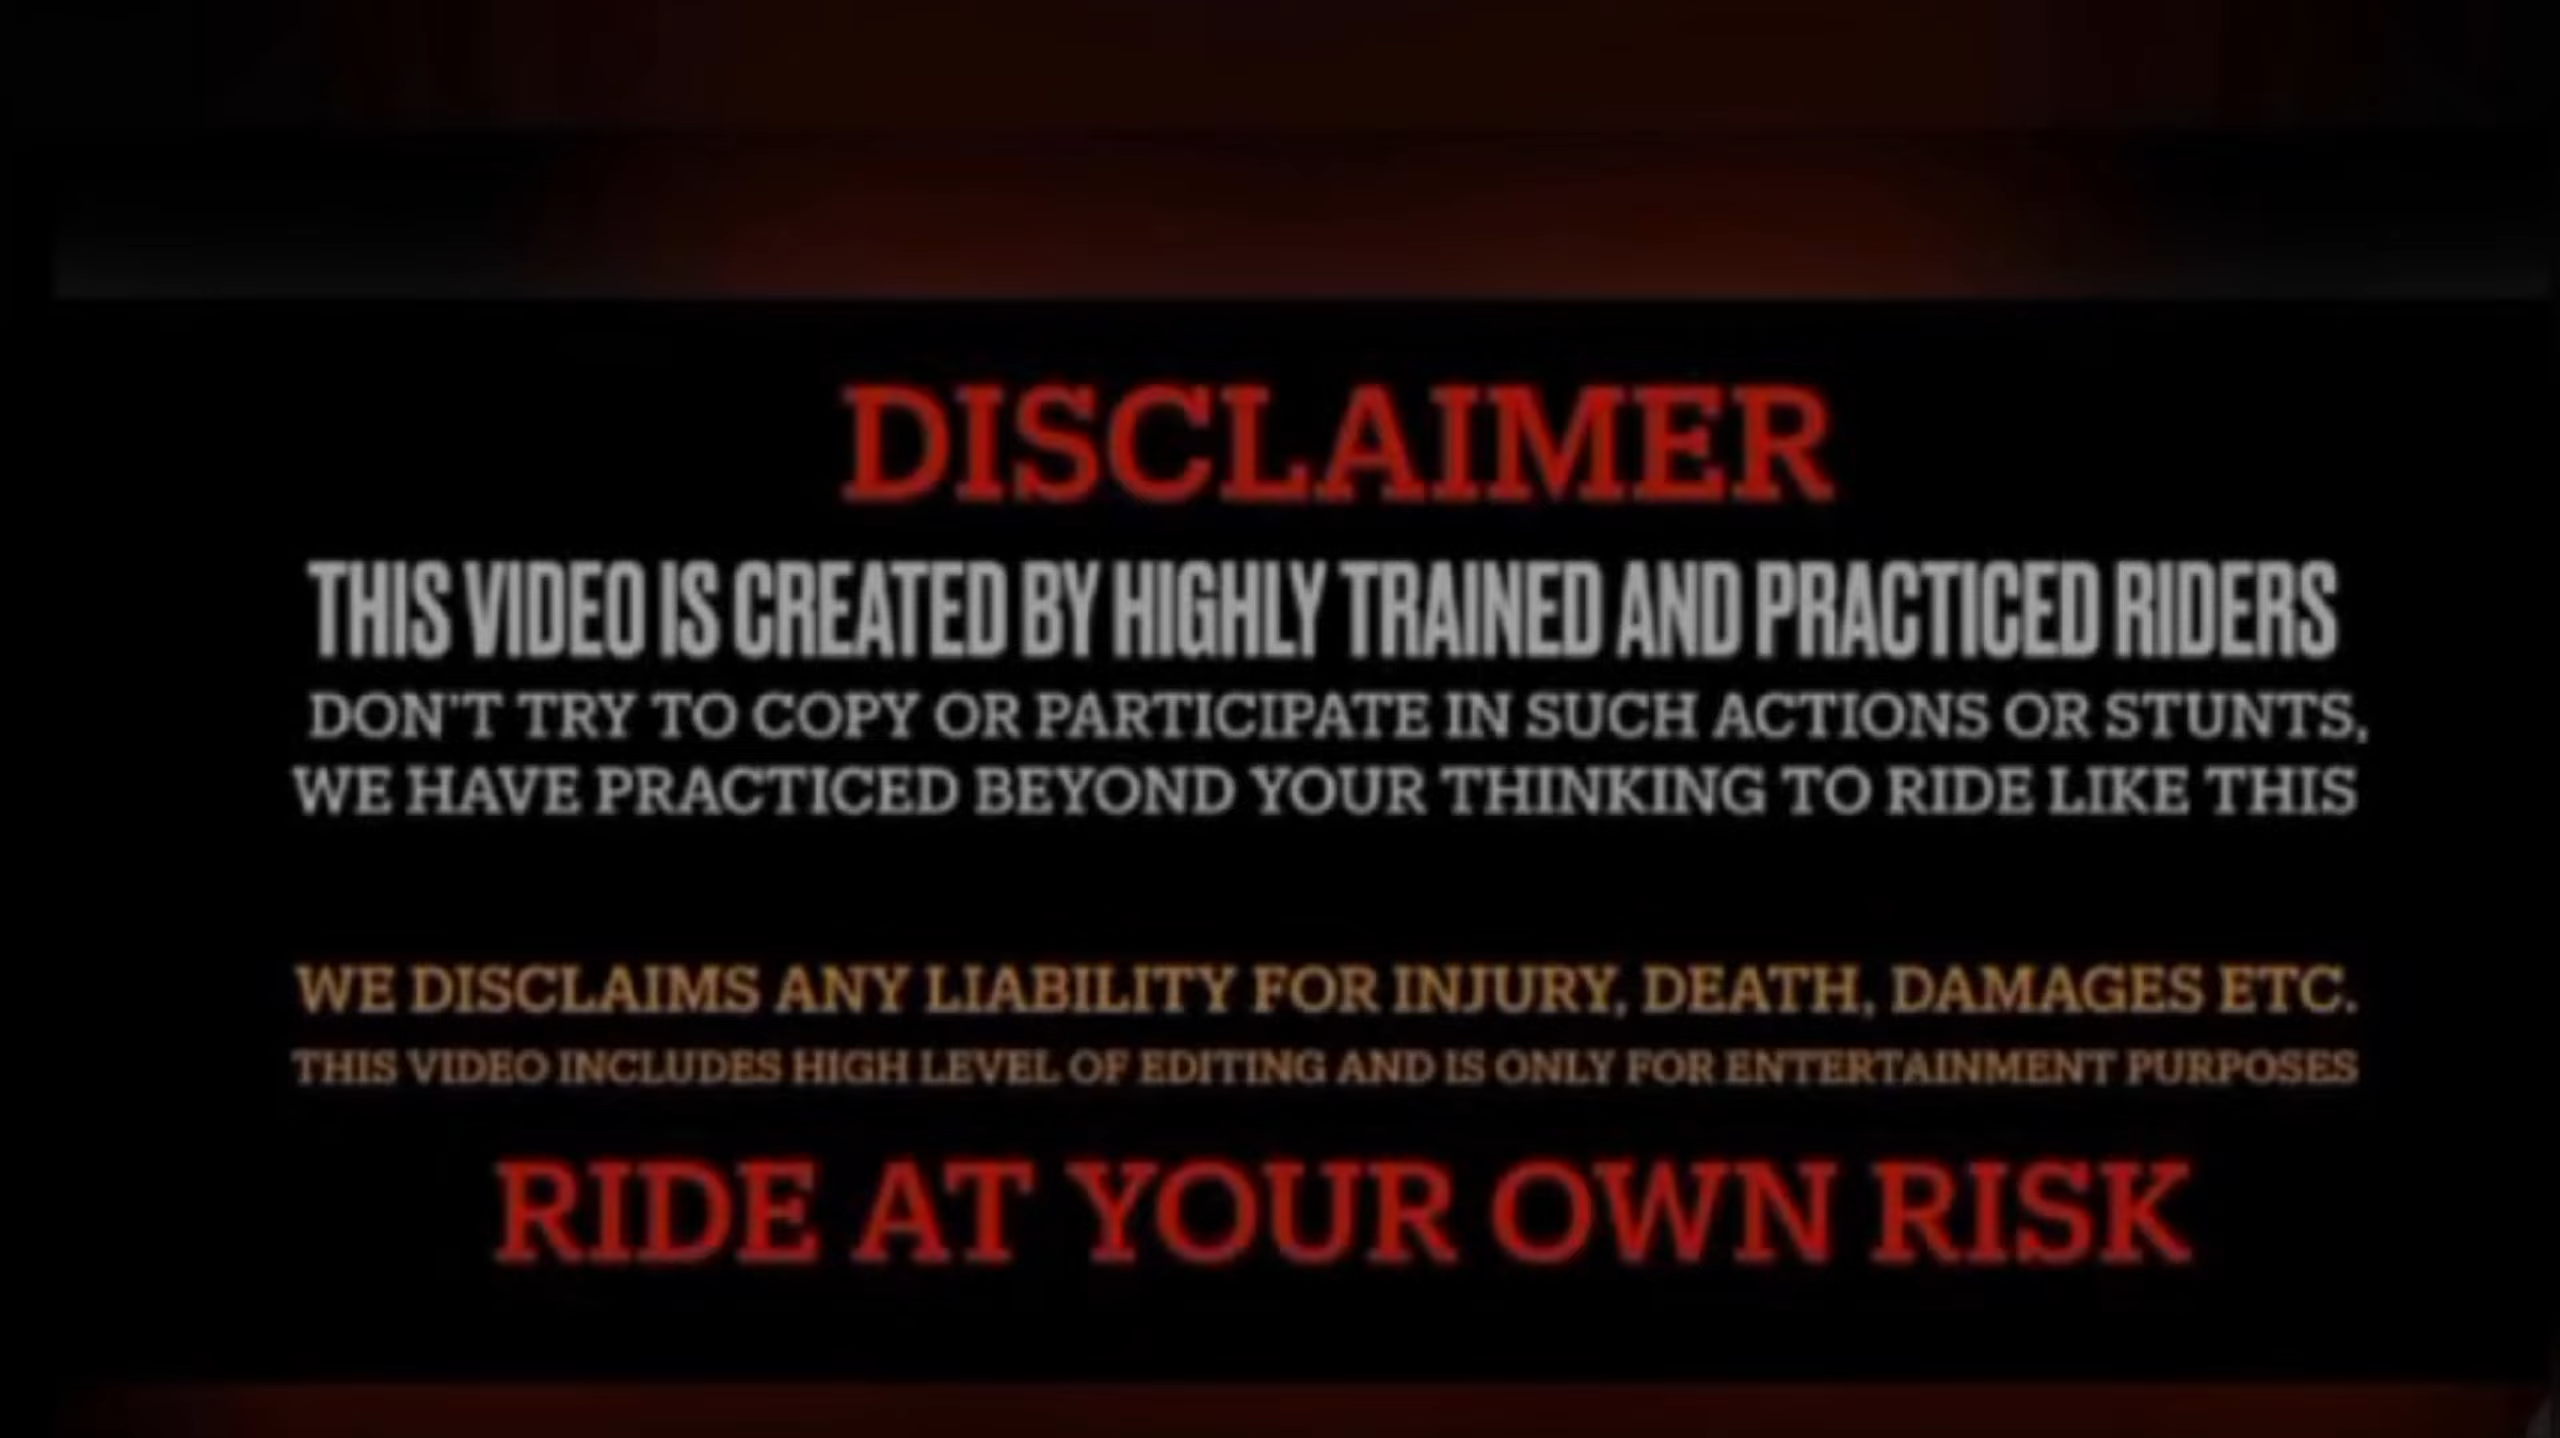 DISCLAIMER
THIS VIDEO IS CREATED BY HIGHLY TRAINED AND PRACTICED RIDERS
DON'T TRY TO COPY OR PARTICIPATE IN SUCH ACTIONS OR STUNTS,
WE HAVE PRACTICED BEYOND YOUR THINKING TO RIDE LIKE THIS
WE DISCLAIMS ANY LIABILITY FOR INJURY, DEATH, DAMAGES ETC.
THIS VIDEO INCLUDES HIGH LEVEL OF EDITING AND IS ONLY FOR ENTERTAINMENT PURPOSES
RIDE AT YOUR OWN RISK